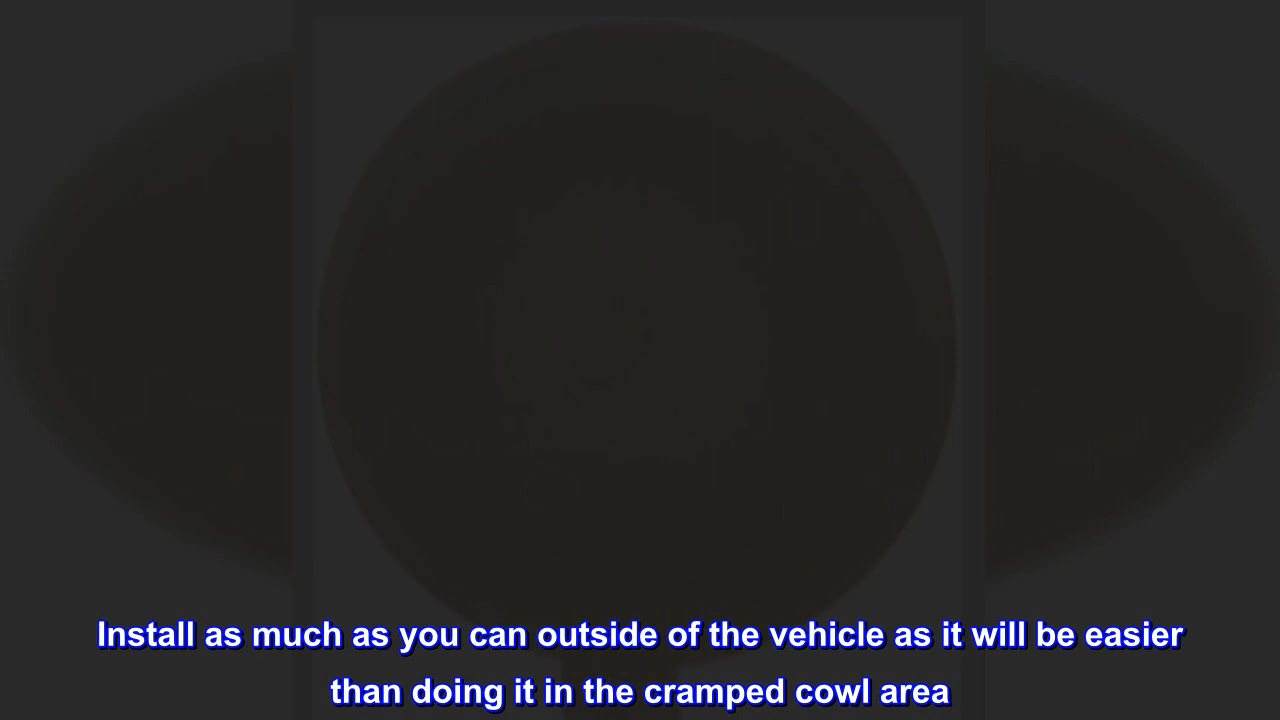 Install as much as you can outside of the vehicle as it will be easier
than doing it in the cramped cowl area